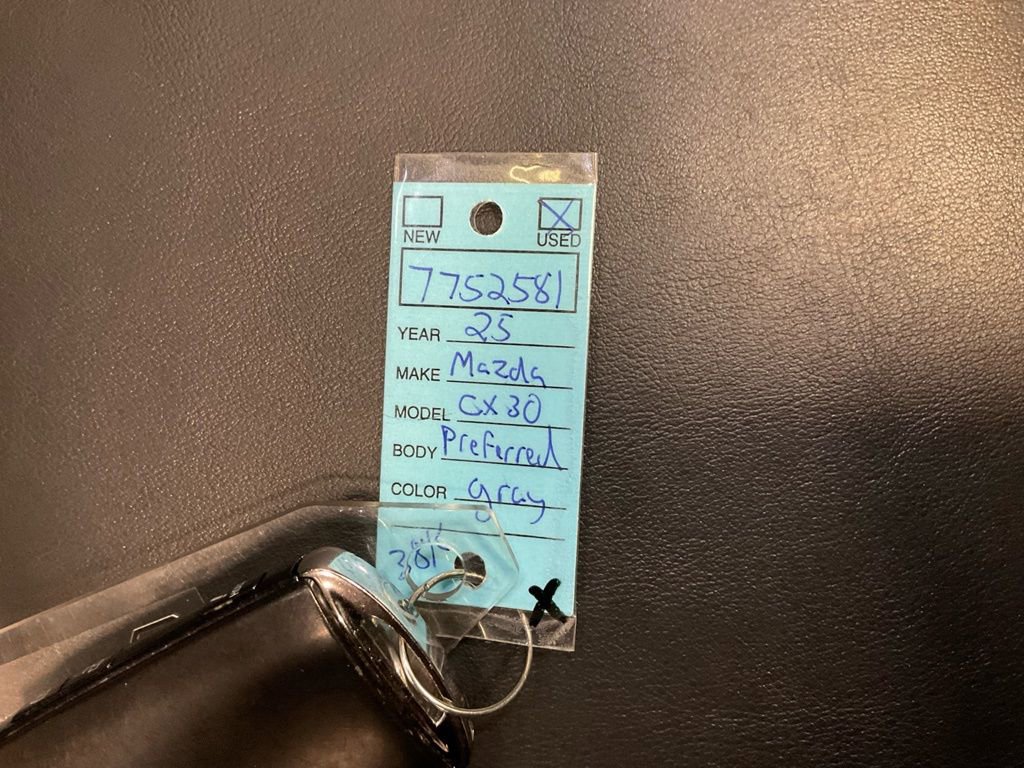 NEW USED
7752581
YEAR 25
MAKE Mazda
MODEL CX30
BODY Preferred
COLOR gray
X